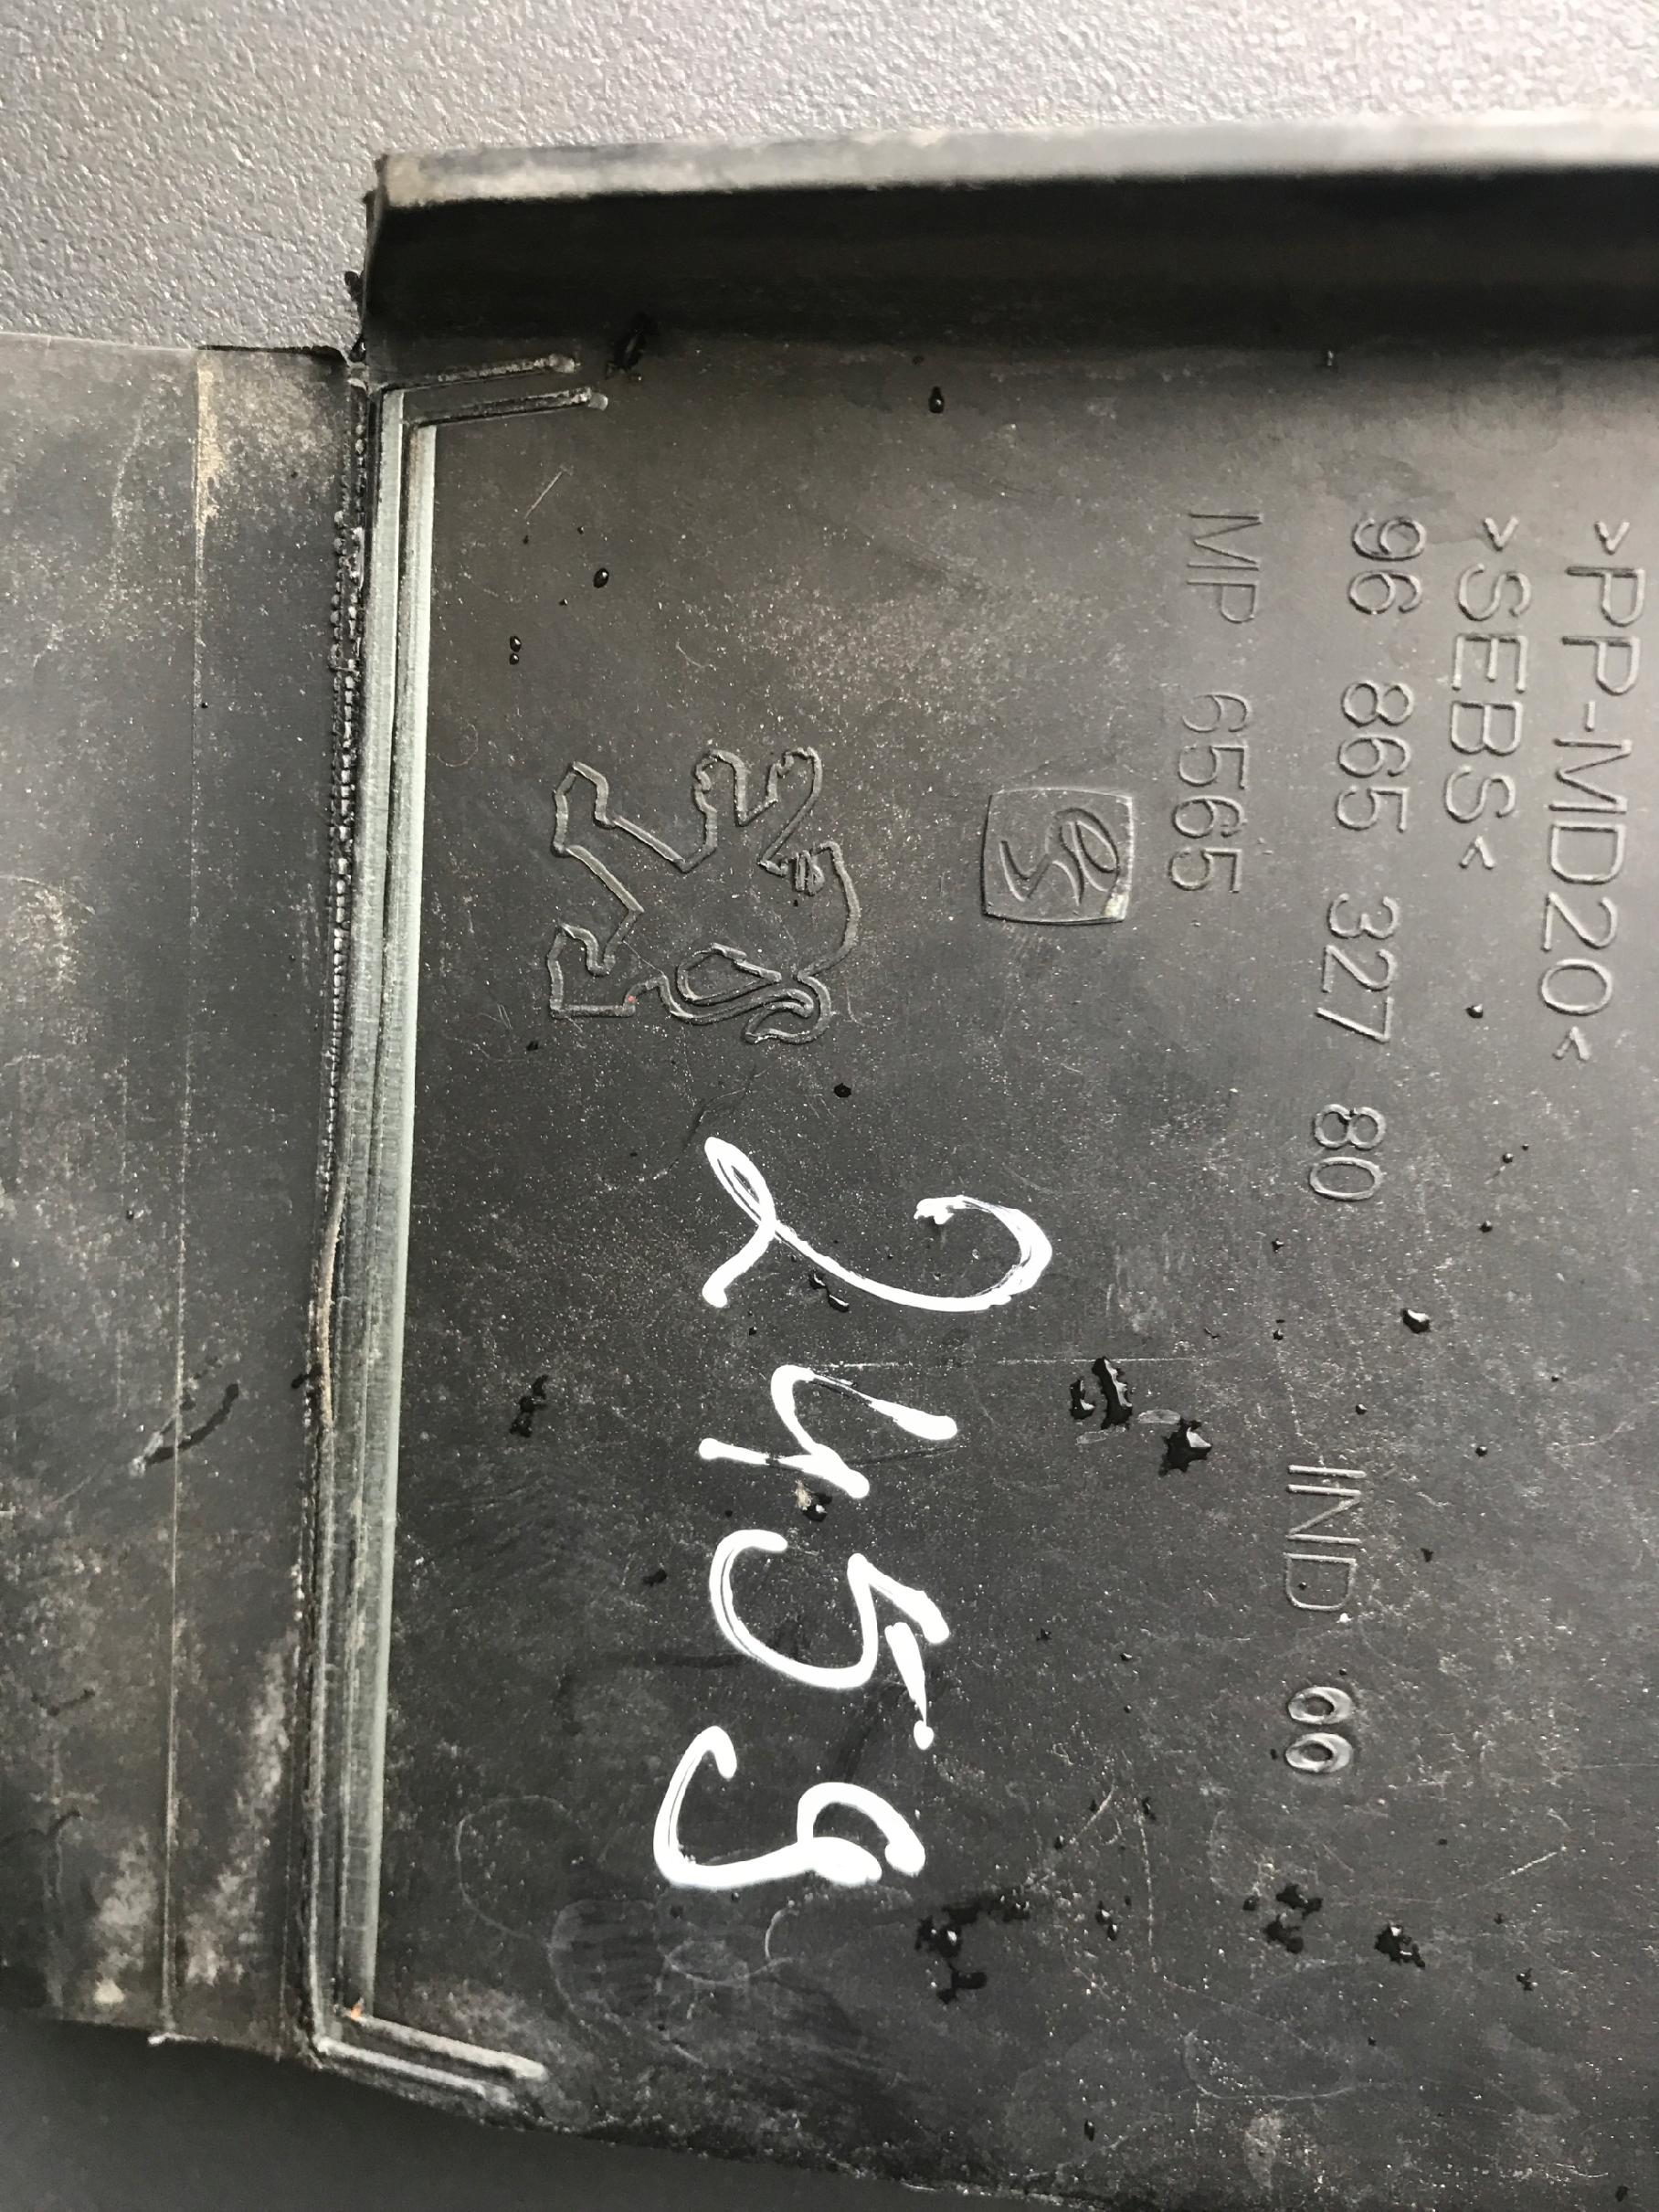 >PP-MD20<
>SEBS<
96 865 327 80 IND 00
MP 6565
2459